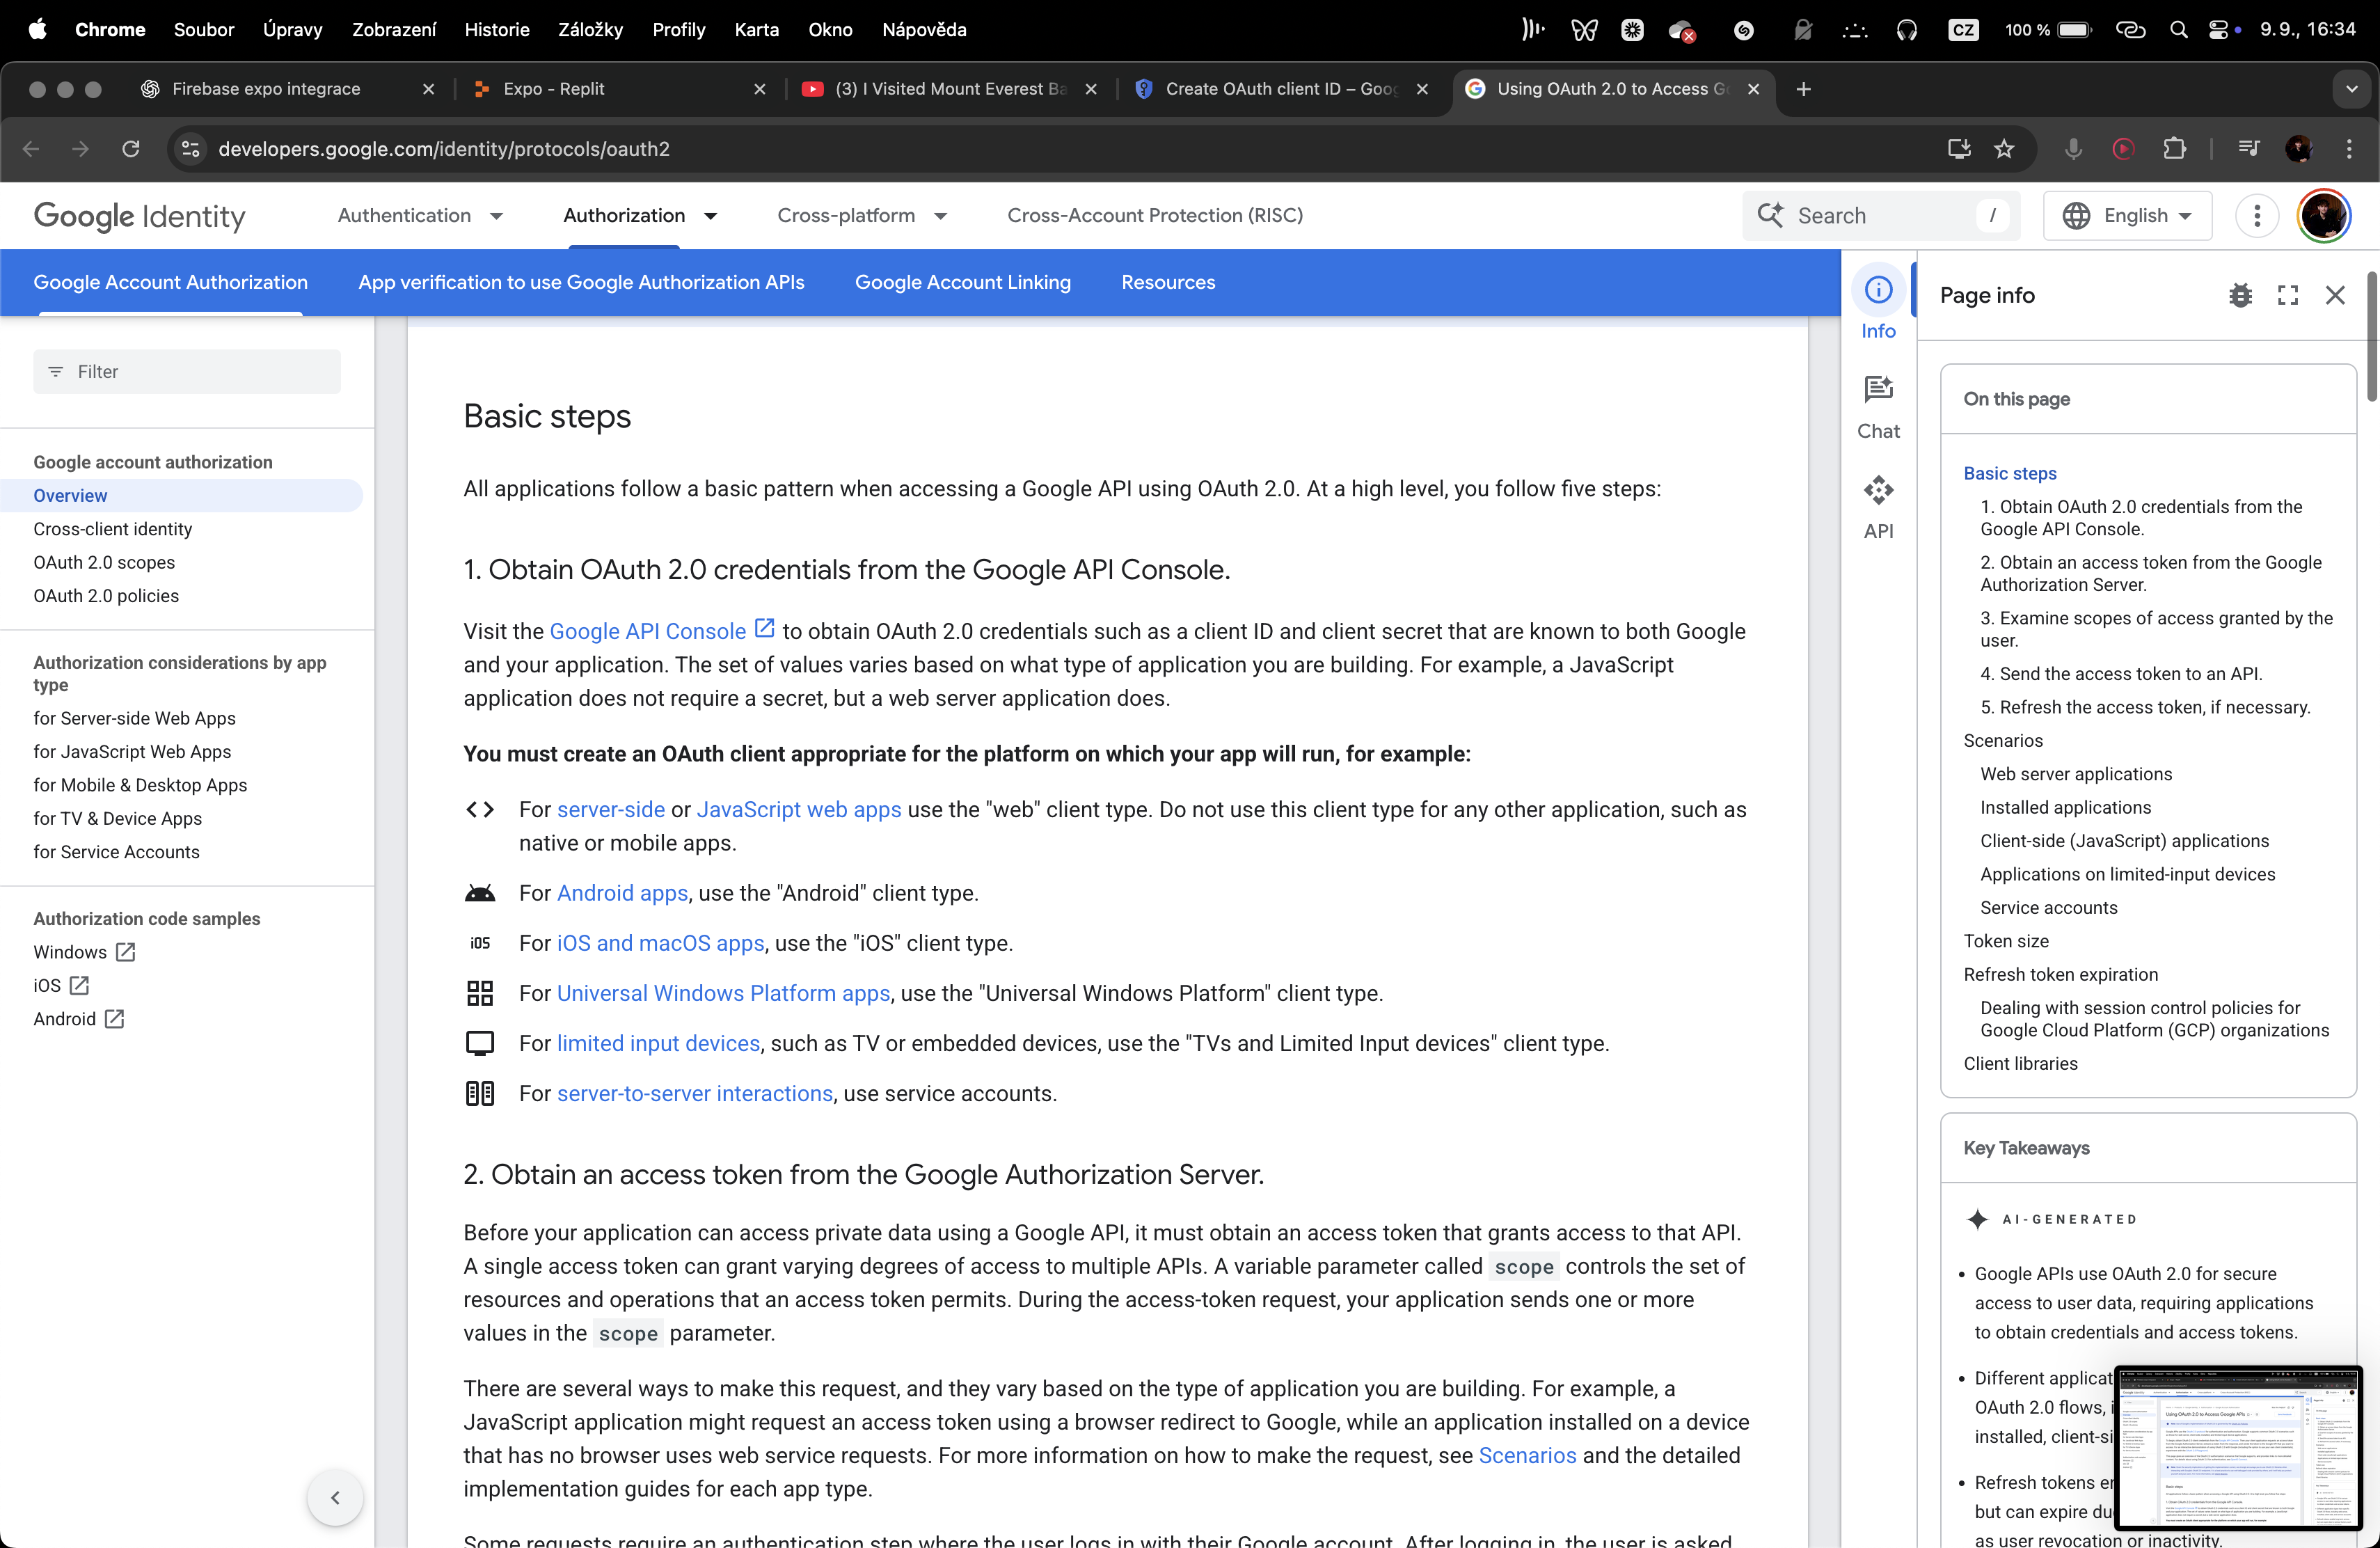 Chrome Soubor Úpravy Zobrazení Historie Záložky Profily Karta Okno Nápověda CZ 100 % 9.9., 16:34
Firebase expo integrace
Expo - Replit
(3) I Visited Mount Everest Ba
Create OAuth client ID – Goog
Using OAuth 2.0 to Access G
developers.google.com/identity/protocols/oauth2
Google Identity Authentication Authorization Cross-platform Cross-Account Protection (RISC) Search / English
Google Account Authorization App verification to use Google Authorization APIs Google Account Linking Resources
Filter
Google account authorization
Overview
Cross-client identity
OAuth 2.0 scopes
OAuth 2.0 policies
Authorization considerations by app
type
for Server-side Web Apps
for JavaScript Web Apps
for Mobile & Desktop Apps
for TV & Device Apps
for Service Accounts
Authorization code samples
Windows
iOS
Android
Basic steps
All applications follow a basic pattern when accessing a Google API using OAuth 2.0. At a high level, you follow five steps:
1. Obtain OAuth 2.0 credentials from the Google API Console.
Visit the Google API Console to obtain OAuth 2.0 credentials such as a client ID and client secret that are known to both Google
and your application. The set of values varies based on what type of application you are building. For example, a JavaScript
application does not require a secret, but a web server application does.
You must create an OAuth client appropriate for the platform on which your app will run, for example:
For server-side or JavaScript web apps use the "web" client type. Do not use this client type for any other application, such as
native or mobile apps.
For Android apps, use the "Android" client type.
iOS For iOS and macOS apps, use the "iOS" client type.
For Universal Windows Platform apps, use the "Universal Windows Platform" client type.
For limited input devices, such as TV or embedded devices, use the "TVs and Limited Input devices" client type.
For server-to-server interactions, use service accounts.
2. Obtain an access token from the Google Authorization Server.
Before your application can access private data using a Google API, it must obtain an access token that grants access to that API.
A single access token can grant varying degrees of access to multiple APIs. A variable parameter called scope controls the set of
resources and operations that an access token permits. During the access-token request, your application sends one or more
values in the scope parameter.
There are several ways to make this request, and they vary based on the type of application you are building. For example, a
JavaScript application might request an access token using a browser redirect to Google, while an application installed on a device
that has no browser uses web service requests. For more information on how to make the request, see Scenarios and the detailed
implementation guides for each app type.
Some requests require an authentication step where the user logs in with their Google account. After logging in, the user is asked
Info
Chat
API
Page info
On this page
Basic steps
1. Obtain OAuth 2.0 credentials from the
Google API Console.
2. Obtain an access token from the Google
Authorization Server.
3. Examine scopes of access granted by the
user.
4. Send the access token to an API.
5. Refresh the access token, if necessary.
Scenarios
Web server applications
Installed applications
Client-side (JavaScript) applications
Applications on limited-input devices
Service accounts
Token size
Refresh token expiration
Dealing with session control policies for
Google Cloud Platform (GCP) organizations
Client libraries
Key Takeaways
AI-GENERATED
• Google APIs use OAuth 2.0 for secure
access to user data, requiring applications
to obtain credentials and access tokens.
• Different applicat
OAuth 2.0 flows, i
installed, client-si
• Refresh tokens e
but can expire du
as user revocation or inactivity.